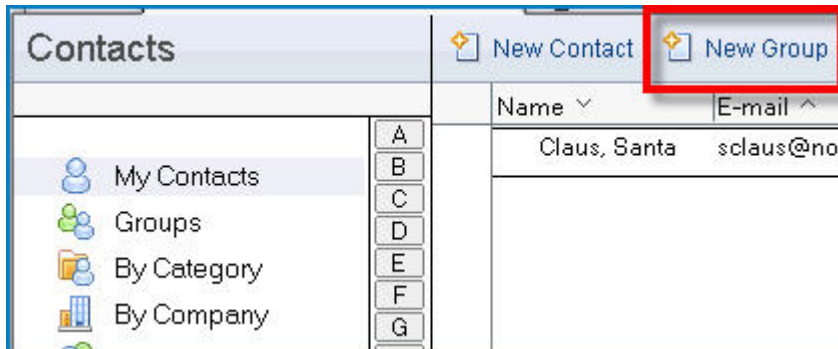 Contacts
New Contact New Group
Name E-mail
Claus, Santa sclaus@no
My Contacts
Groups
By Category
By Company
A
B
C
D
E
F
G